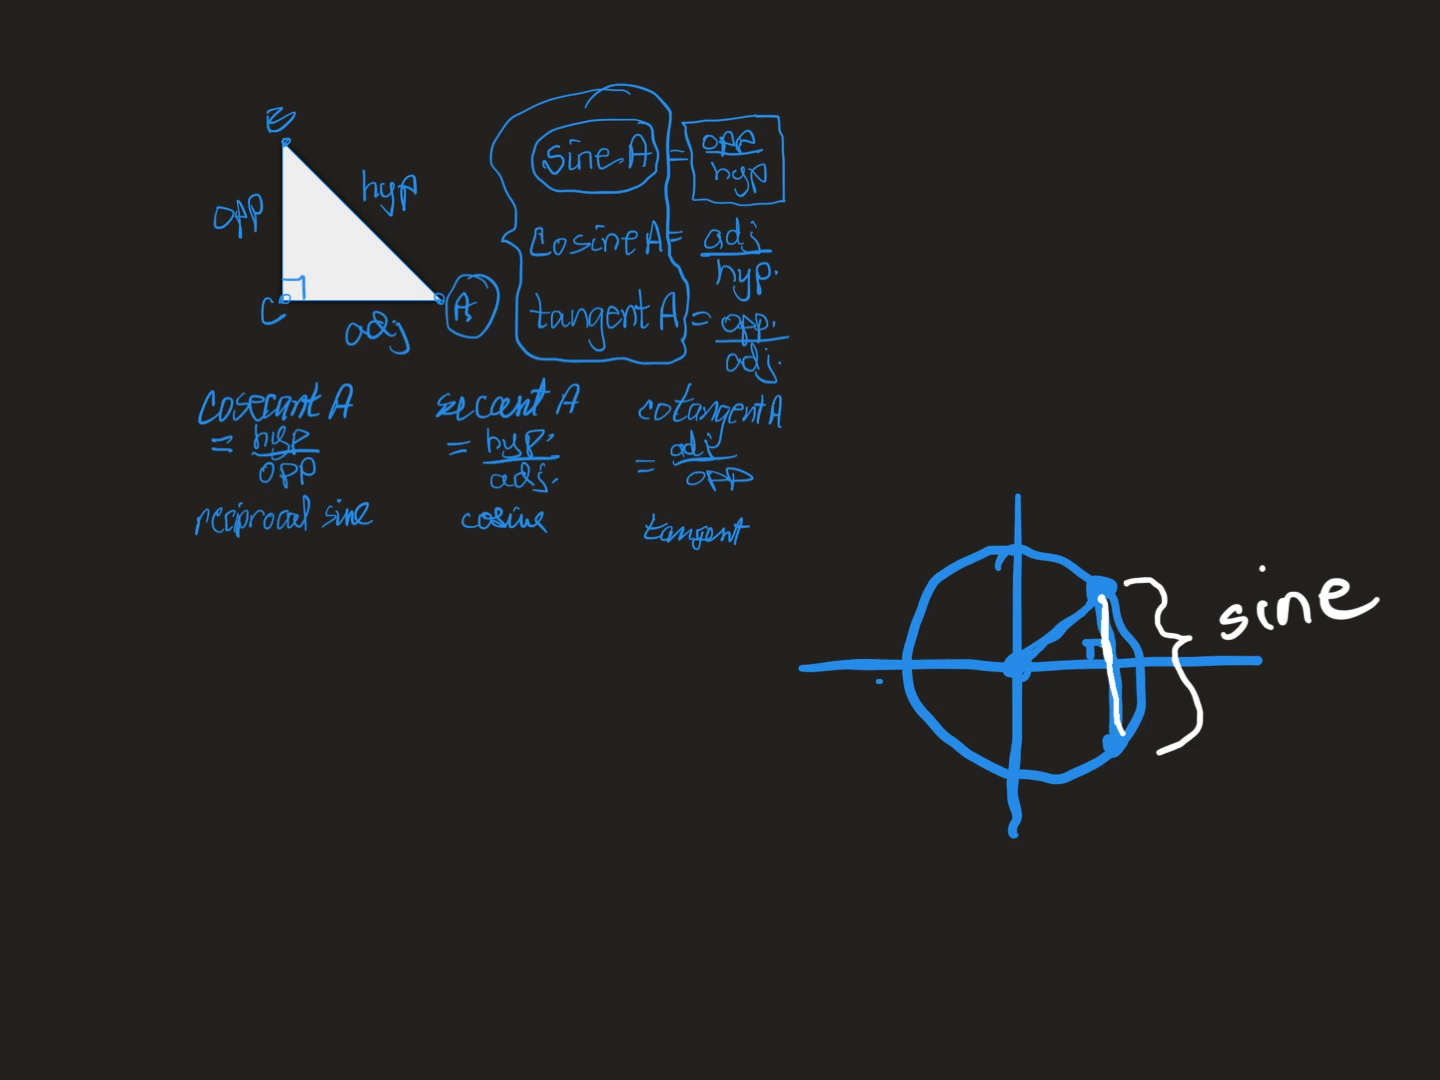 B
opp
hyp
C
adj
A
sine A = opp/hyp
cosine A = adj/hyp.
tangent A = opp./adj.
cosecant A
= hyp/opp
reciprocal sine
secant A
= hyp./adj.
cosine
cotangent A
= adj/opp
tangent
sine